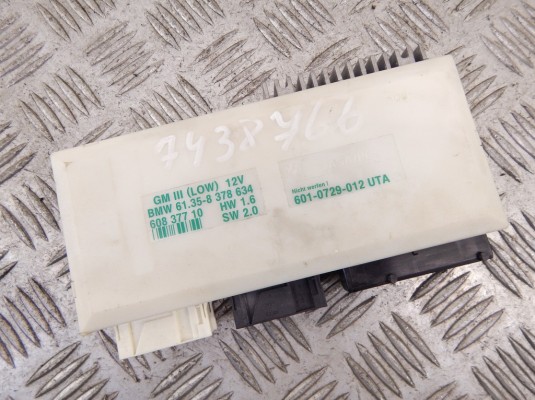 7438766
GM III (LOW) 12V
BMW 61.35-8 378 634
608 377 10 HW 1.6
SW 2.0
Nicht werfen !
601-0729-012 UTA